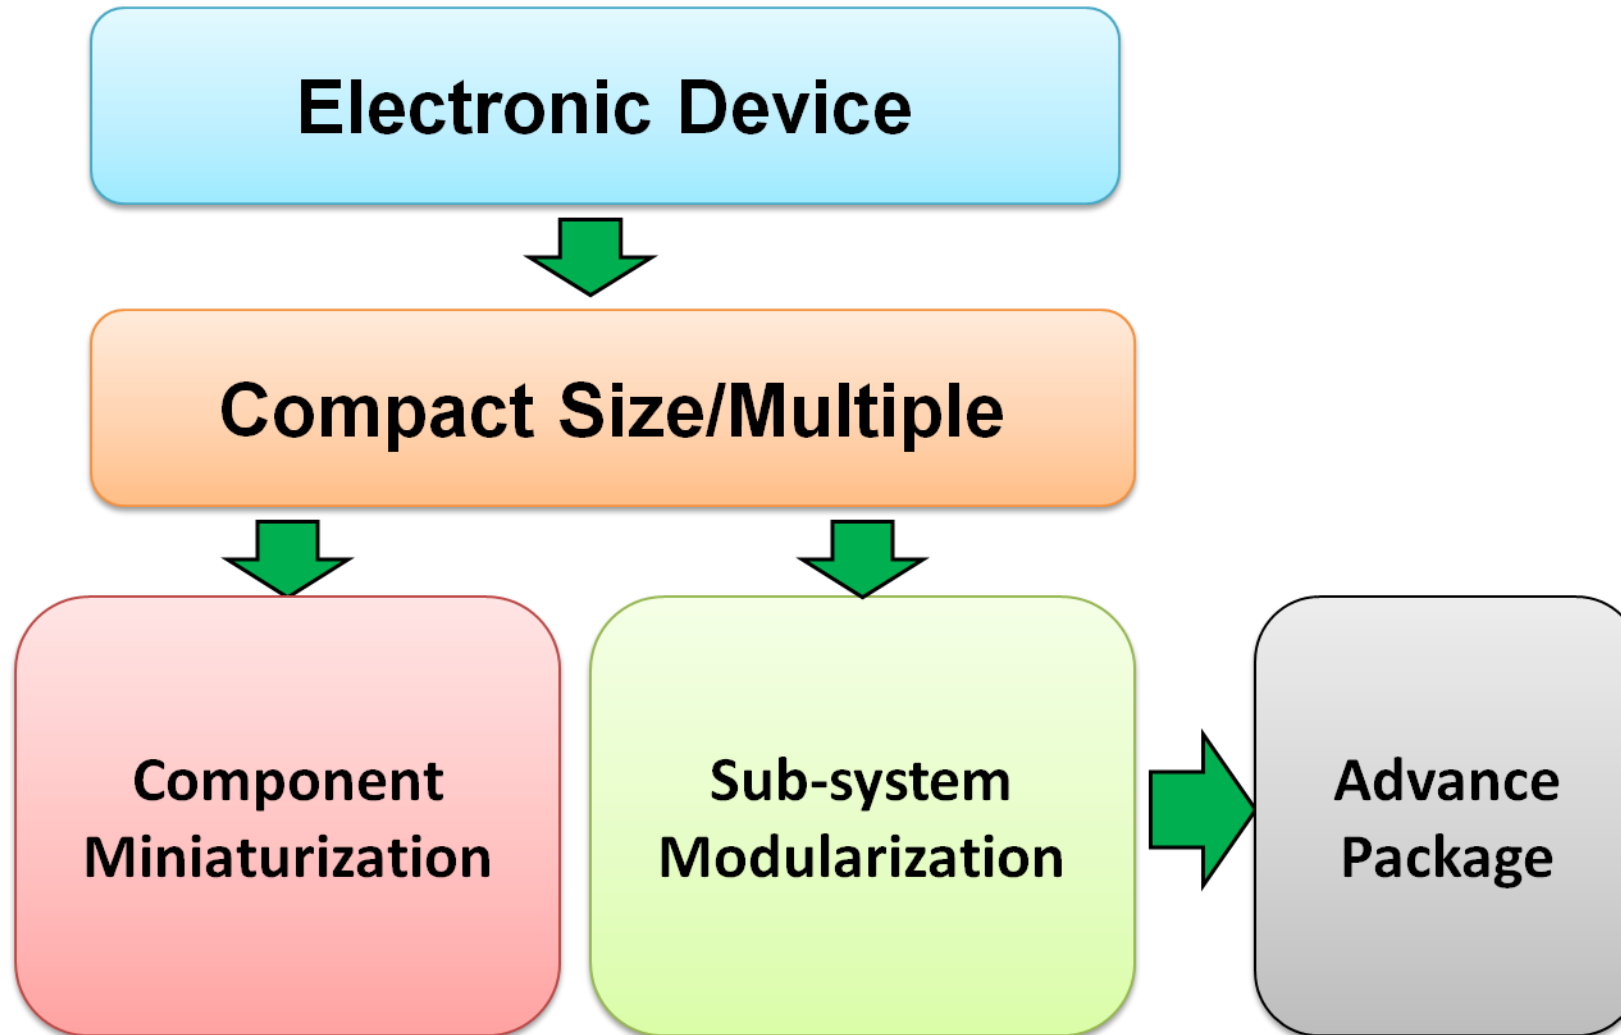 Electronic Device
Compact Size/Multiple
Component
Miniaturization
Sub-system
Modularization
Advance
Package